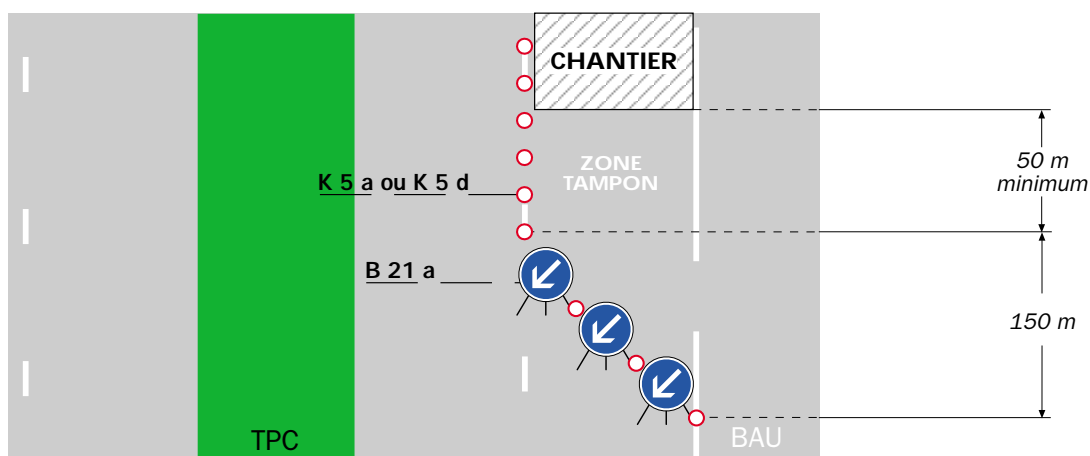 CHANTIER
ZONE
TAMPON
50 m
minimum
K 5 a ou K 5 d
B 21 a
150 m
TPC
BAU